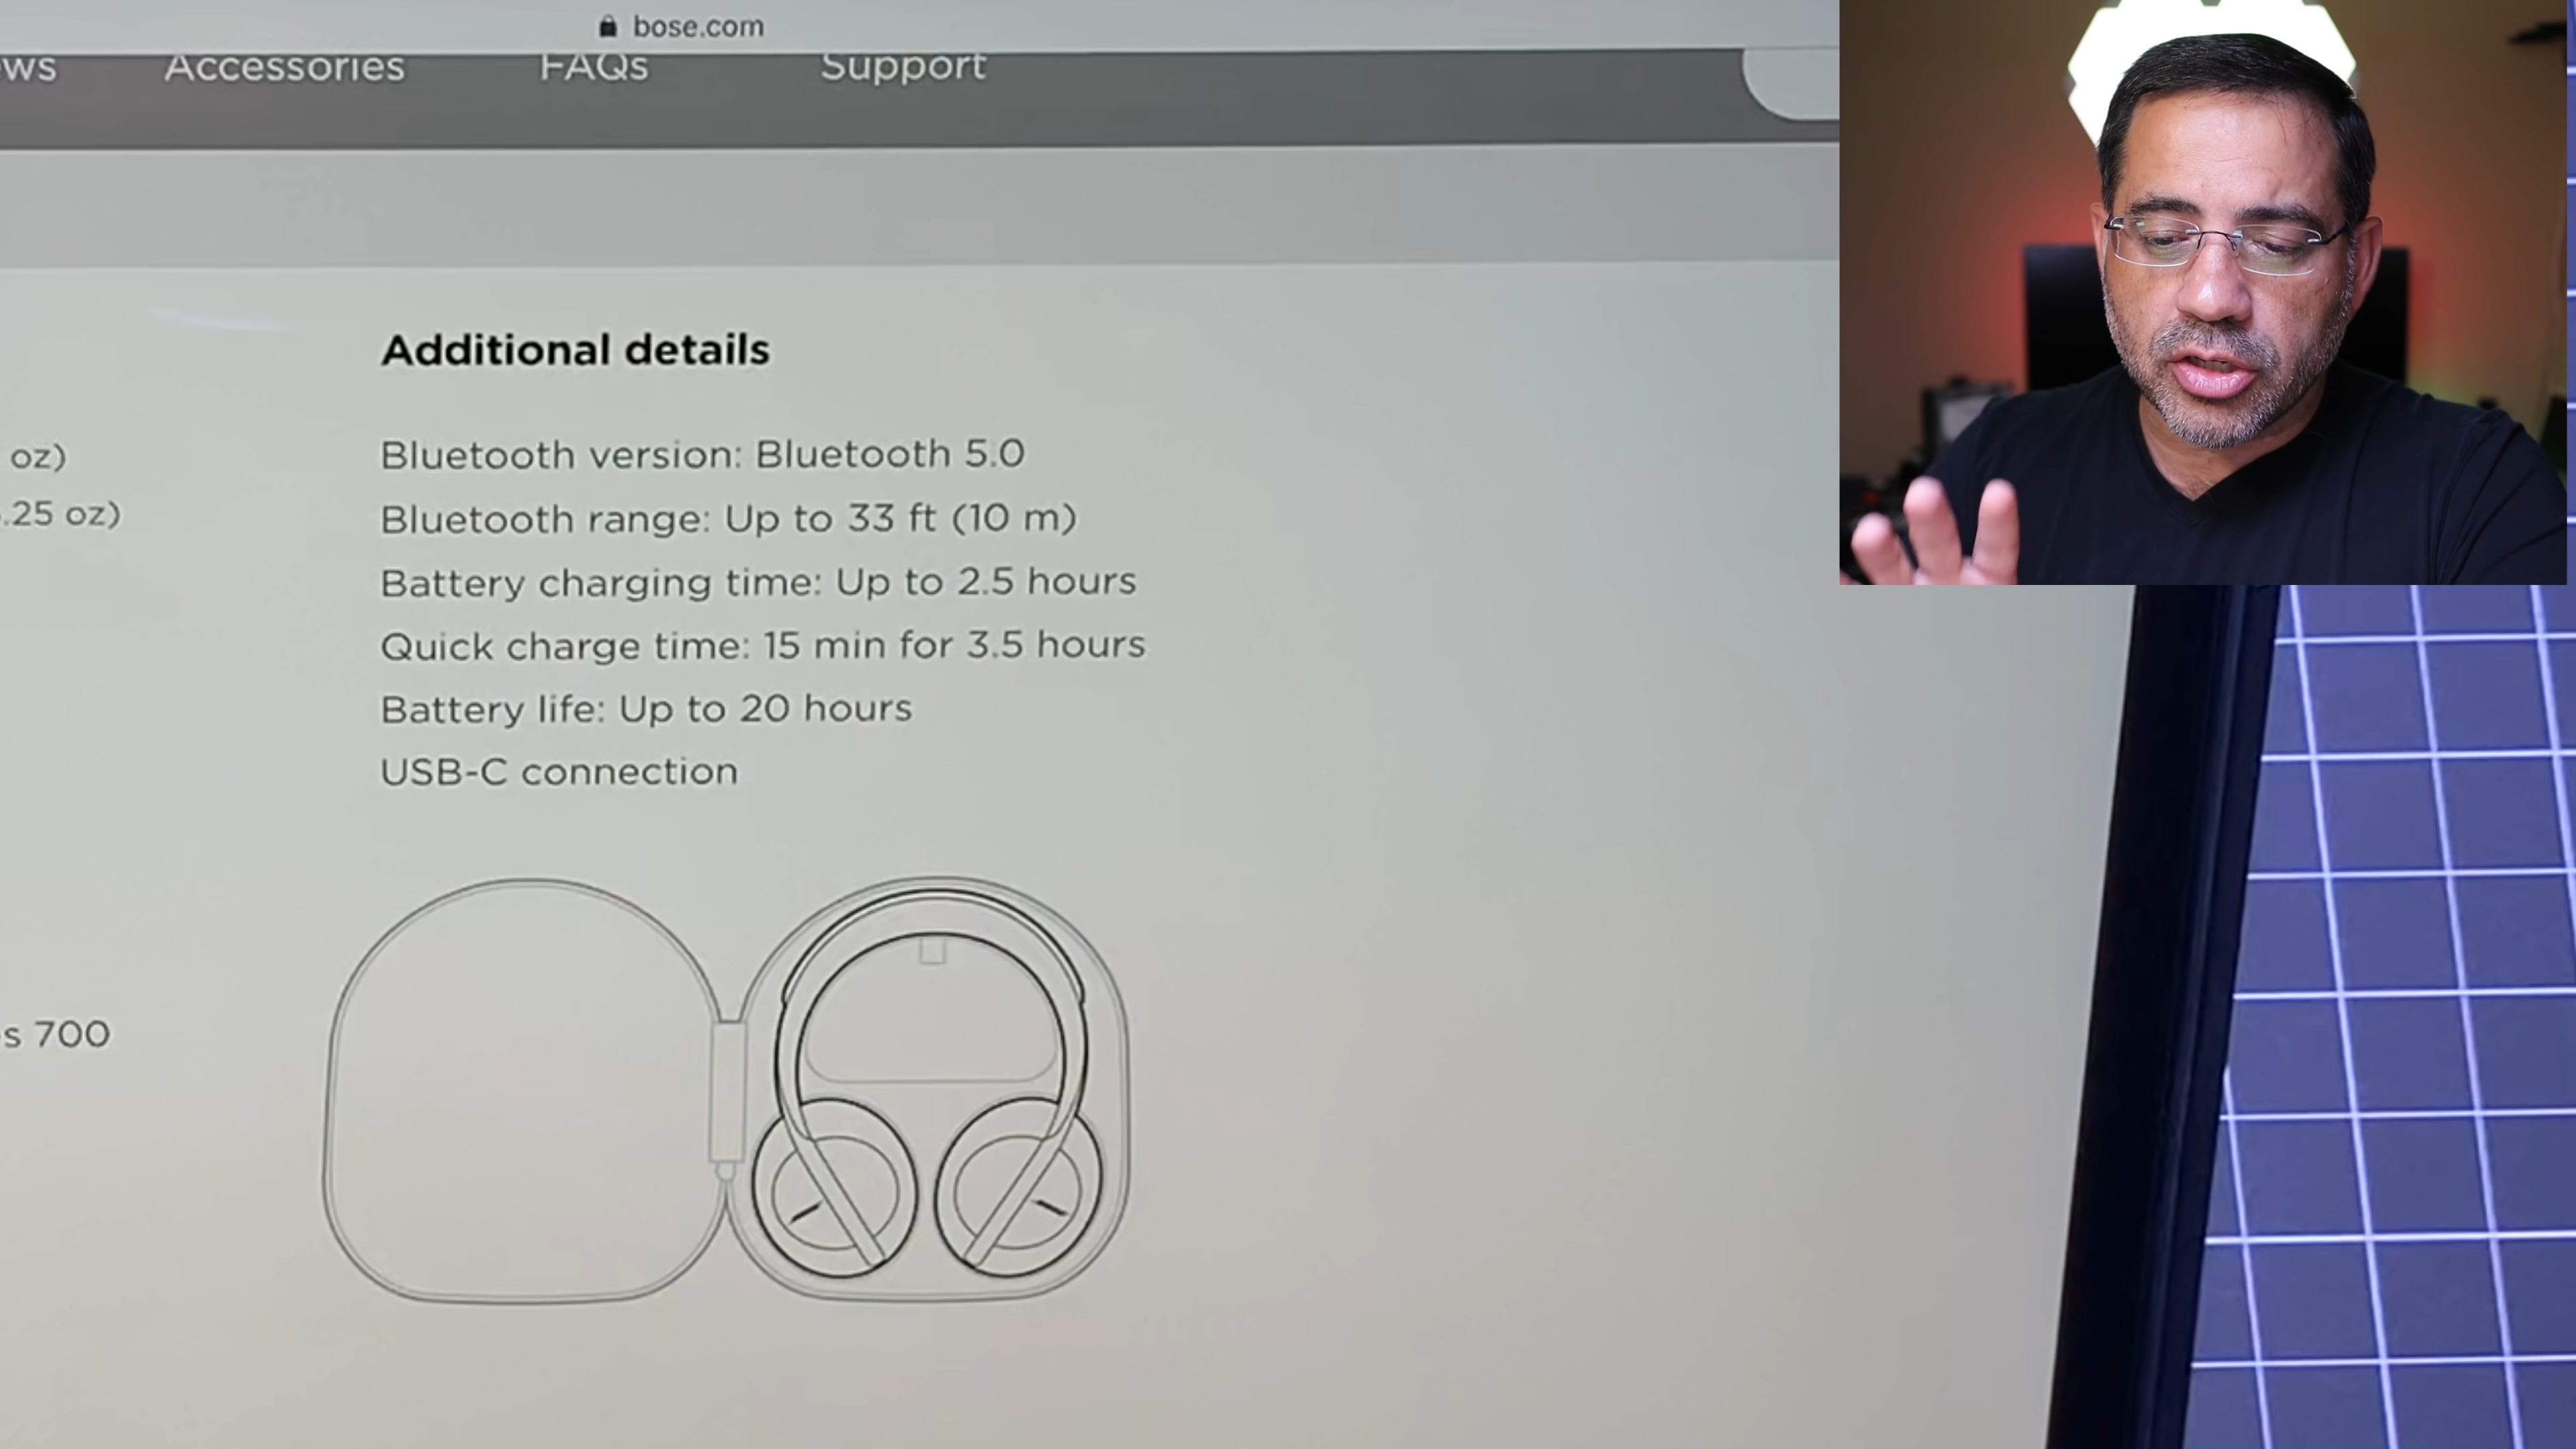 bose.com
ws
Accessories
FAQs
Support
Additional details
oz)
.25 oz)
Bluetooth version: Bluetooth 5.0
Bluetooth range: Up to 33 ft (10 m)
Battery charging time: Up to 2.5 hours
Quick charge time: 15 min for 3.5 hours
Battery life: Up to 20 hours
USB-C connection
s 700